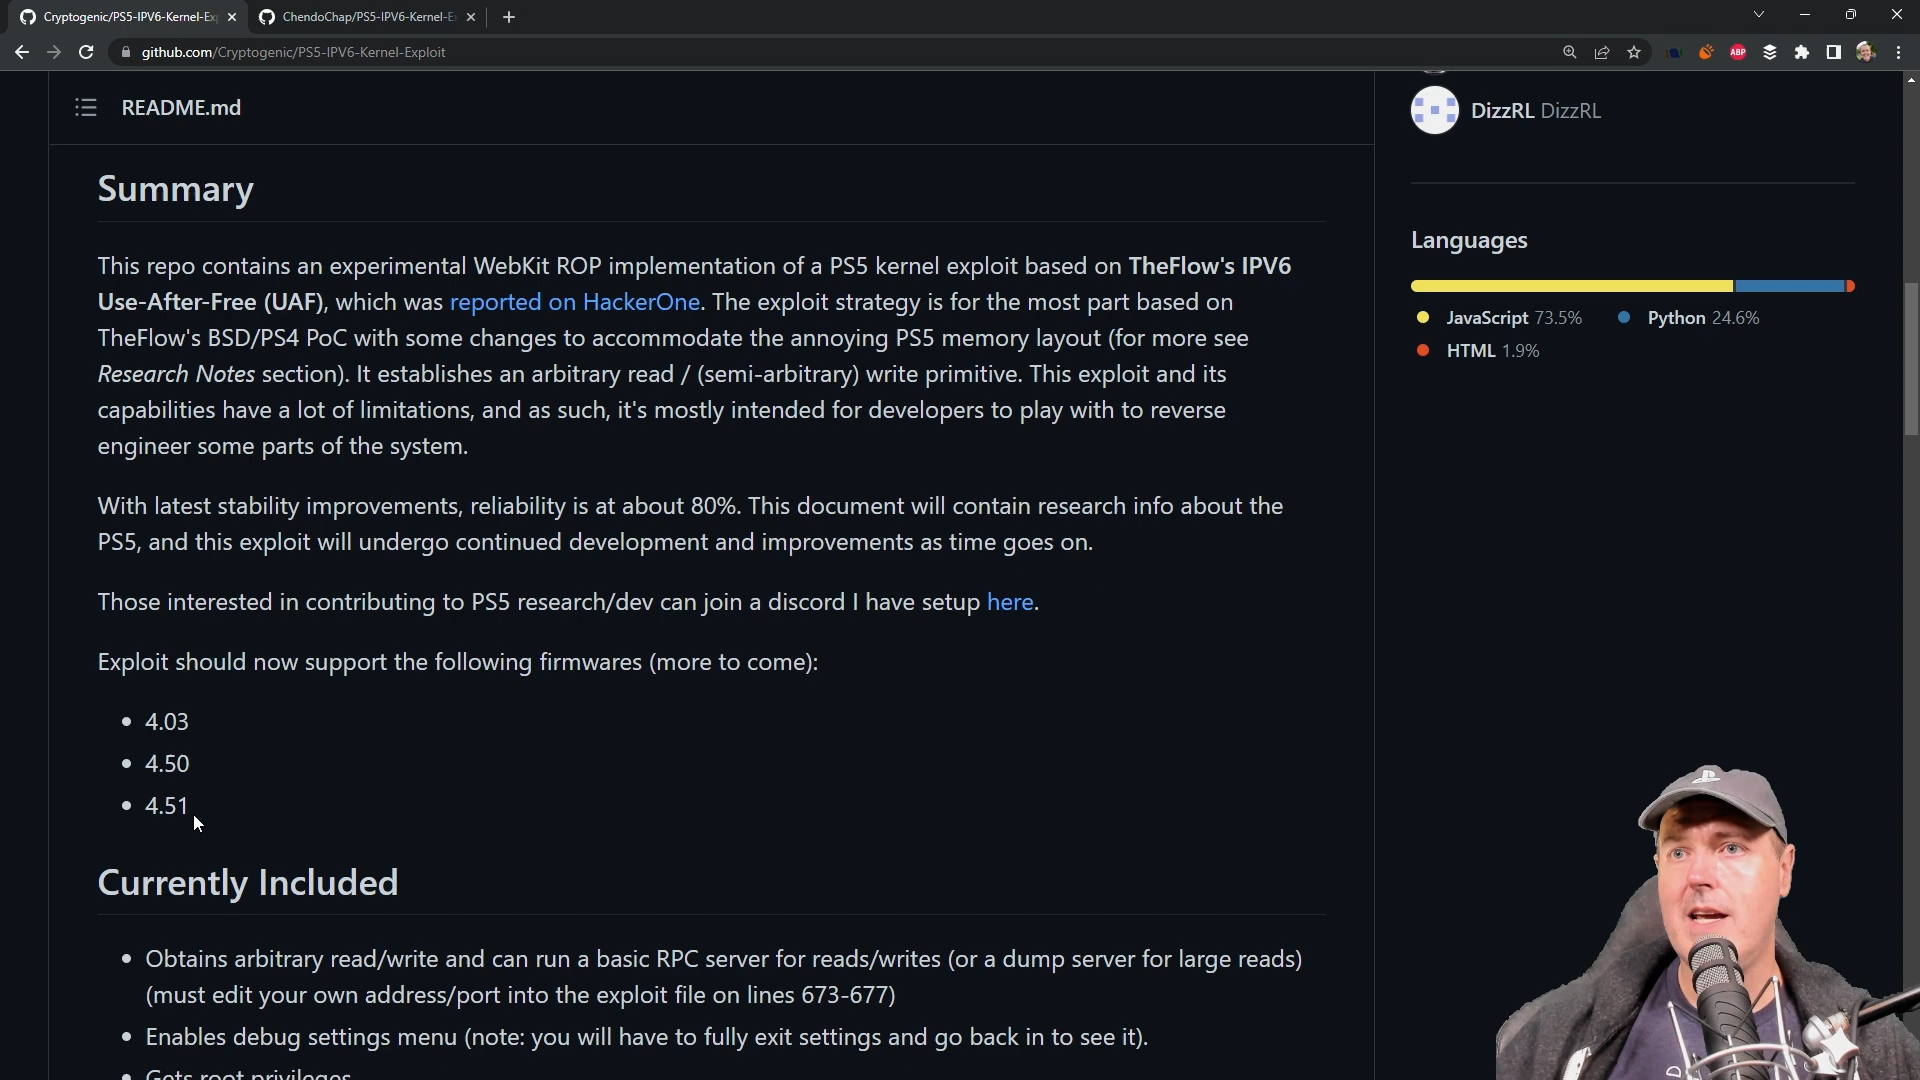 Cryptogenic/PS5-IPV6-Kernel-Ex
ChendoChap/PS5-IPV6-Kernel-E
github.com/Cryptogenic/PS5-IPV6-Kernel-Exploit
ABP
README.md
DizzRL DizzRL
Summary
This repo contains an experimental WebKit ROP implementation of a PS5 kernel exploit based on TheFlow's IPV6
Use-After-Free (UAF), which was reported on HackerOne. The exploit strategy is for the most part based on
TheFlow's BSD/PS4 PoC with some changes to accommodate the annoying PS5 memory layout (for more see
Research Notes section). It establishes an arbitrary read / (semi-arbitrary) write primitive. This exploit and its
capabilities have a lot of limitations, and as such, it's mostly intended for developers to play with to reverse
engineer some parts of the system.
With latest stability improvements, reliability is at about 80%. This document will contain research info about the
PS5, and this exploit will undergo continued development and improvements as time goes on.
Those interested in contributing to PS5 research/dev can join a discord I have setup here.
Exploit should now support the following firmwares (more to come):
• 4.03
• 4.50
• 4.51
Currently Included
• Obtains arbitrary read/write and can run a basic RPC server for reads/writes (or a dump server for large reads)
(must edit your own address/port into the exploit file on lines 673-677)
• Enables debug settings menu (note: you will have to fully exit settings and go back in to see it).
• Gets root privileges
Languages
JavaScript 73.5%
Python 24.6%
HTML 1.9%